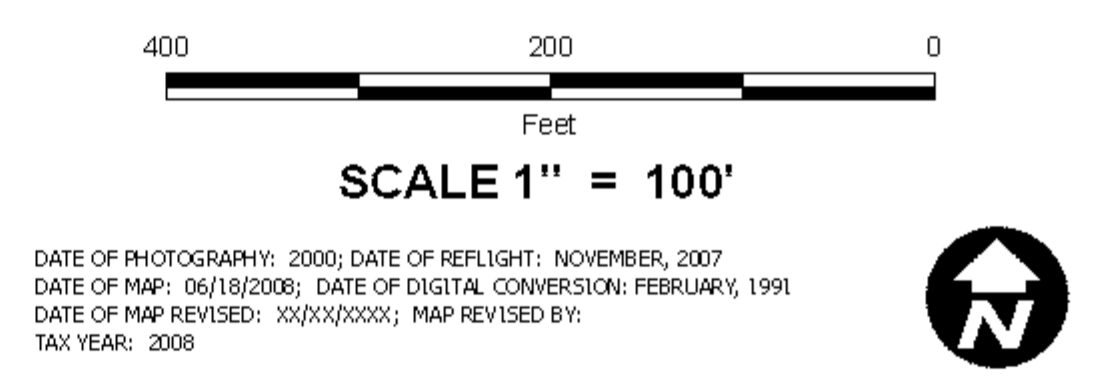 400 200 0
Feet
SCALE 1" = 100'
DATE OF PHOTOGRAPHY: 2000; DATE OF REFLIGHT: NOVEMBER, 2007
DATE OF MAP: 06/18/2008; DATE OF DIGITAL CONVERSION: FEBRUARY, 1991
DATE OF MAP REVISED: XX/XX/XXXX; MAP REVISED BY:
TAX YEAR: 2008
N